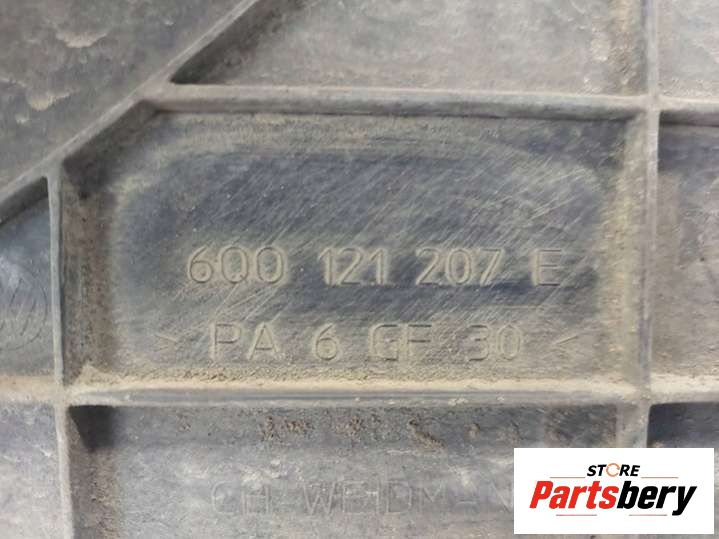 6Q0 121 207 E
> PA 6 GF 30 <
STORE
Partsbery